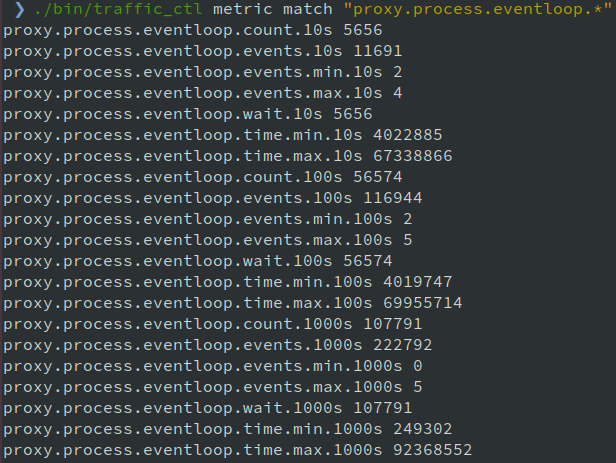 ❯ ./bin/traffic_ctl metric match "proxy.process.eventloop.*"
proxy.process.eventloop.count.10s 5656
proxy.process.eventloop.events.10s 11691
proxy.process.eventloop.events.min.10s 2
proxy.process.eventloop.events.max.10s 4
proxy.process.eventloop.wait.10s 5656
proxy.process.eventloop.time.min.10s 4022885
proxy.process.eventloop.time.max.10s 67338866
proxy.process.eventloop.count.100s 56574
proxy.process.eventloop.events.100s 116944
proxy.process.eventloop.events.min.100s 2
proxy.process.eventloop.events.max.100s 5
proxy.process.eventloop.wait.100s 56574
proxy.process.eventloop.time.min.100s 4019747
proxy.process.eventloop.time.max.100s 69955714
proxy.process.eventloop.count.1000s 107791
proxy.process.eventloop.events.1000s 222792
proxy.process.eventloop.events.min.1000s 0
proxy.process.eventloop.events.max.1000s 5
proxy.process.eventloop.wait.1000s 107791
proxy.process.eventloop.time.min.1000s 249302
proxy.process.eventloop.time.max.1000s 92368552